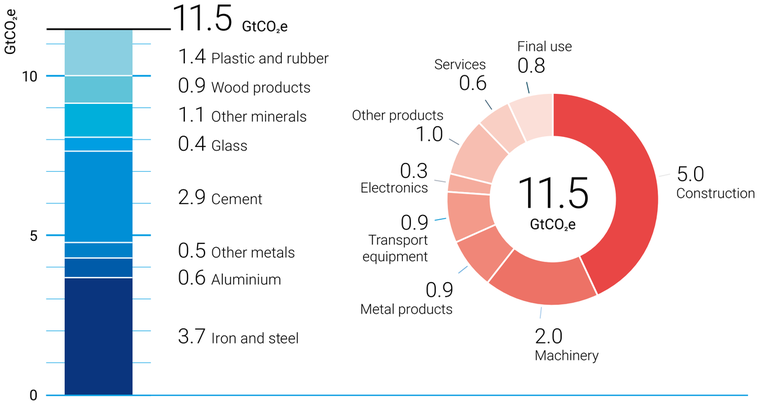 GtCO₂e
11.5 GtCO₂e
10
5
0
1.4 Plastic and rubber
0.9 Wood products
1.1 Other minerals
0.4 Glass
2.9 Cement
0.5 Other metals
0.6 Aluminium
3.7 Iron and steel
Final use
0.8
Services
0.6
Other products
1.0
0.3
Electronics
0.9
Transport
equipment
0.9
Metal products
2.0
Machinery
5.0
Construction
11.5
GtCO₂e